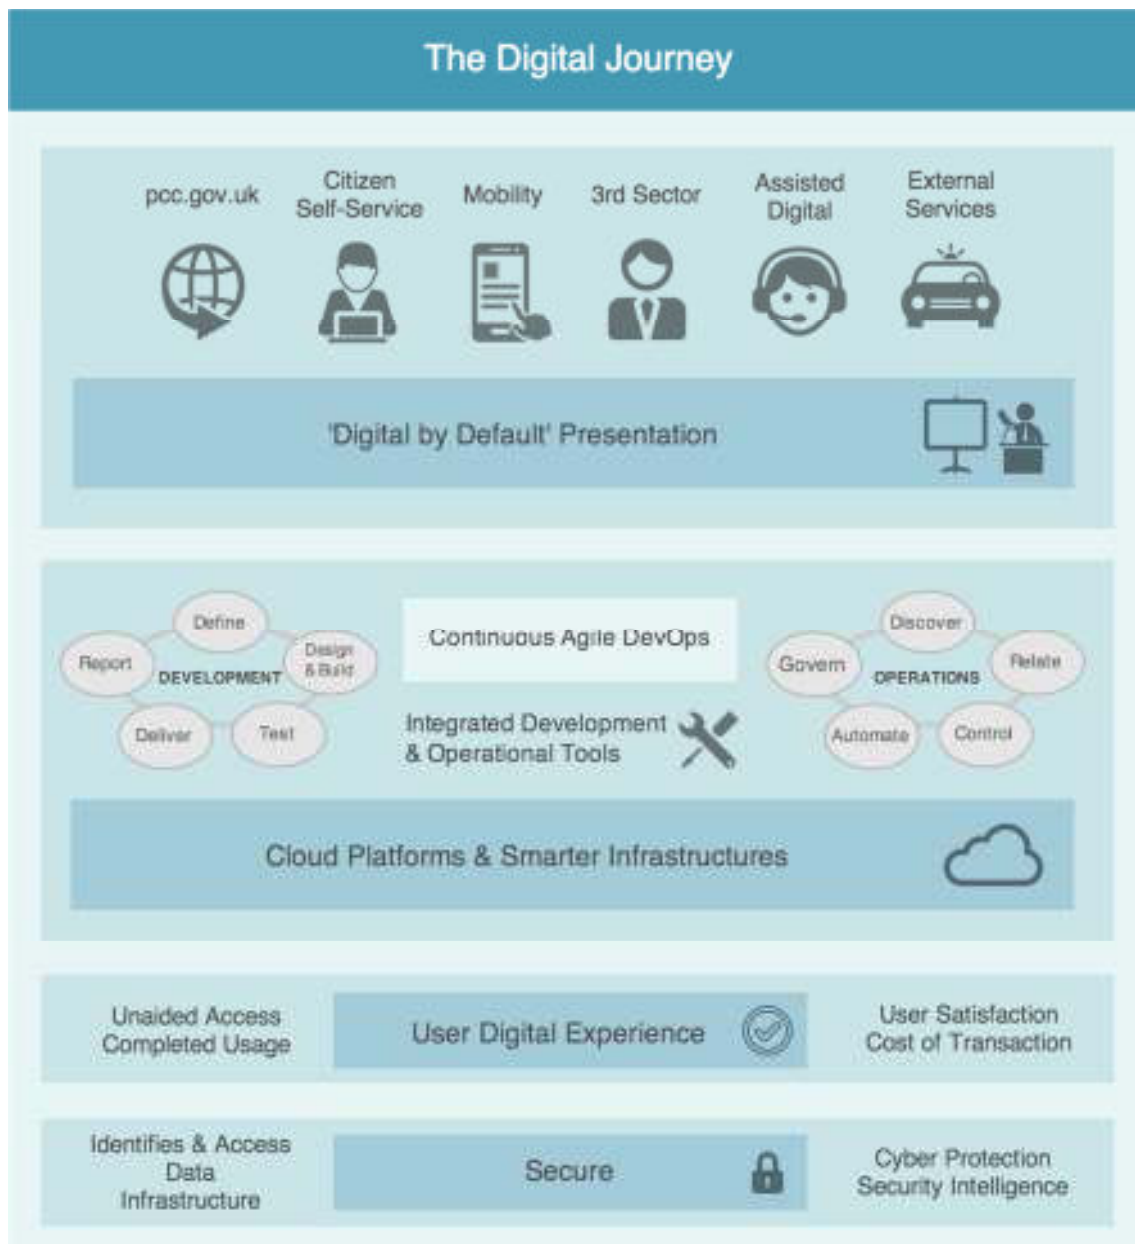 The Digital Journey
pcc.gov.uk
Citizen
Self-Service
Mobility
3rd Sector
Assisted
Digital
External
Services
'Digital by Default' Presentation
Define
Report
Design
& Build
DEVELOPMENT
Deliver
Test
Continuous Agile DevOps
Integrated Development
& Operational Tools
Discover
Govern
Relate
OPERATIONS
Automate
Control
Cloud Platforms & Smarter Infrastructures
Unaided Access
Completed Usage
User Digital Experience
User Satisfaction
Cost of Transaction
Identifies & Access
Data
Infrastructure
Secure
Cyber Protection
Security Intelligence